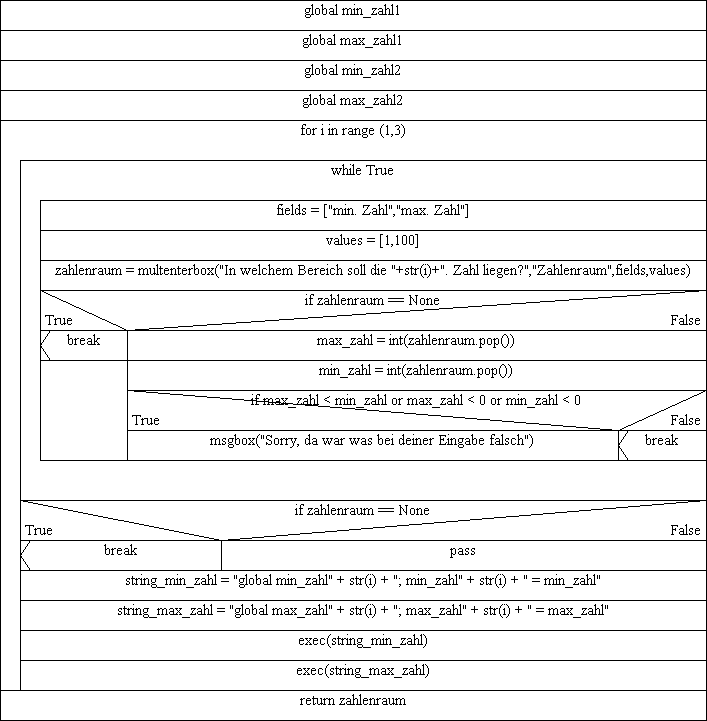 global min_zahl1
global max_zahl1
global min_zahl2
global max_zahl2
for i in range (1,3)
while True
fields = ["min. Zahl","max. Zahl"]
values = [1,100]
zahlenraum = multenterbox("In welchem Bereich soll die "+str(i)+". Zahl liegen?","Zahlenraum",fields,values)
if zahlenraum == None
True False
break max_zahl = int(zahlenraum.pop())
min_zahl = int(zahlenraum.pop())
if max_zahl < min_zahl or max_zahl < 0 or min_zahl < 0
True False
msgbox("Sorry, da war was bei deiner Eingabe falsch") break
if zahlenraum == None
True False
break pass
string_min_zahl = "global min_zahl" + str(i) + "; min_zahl" + str(i) + " = min_zahl"
string_max_zahl = "global max_zahl" + str(i) + "; max_zahl" + str(i) + " = max_zahl"
exec(string_min_zahl)
exec(string_max_zahl)
return zahlenraum